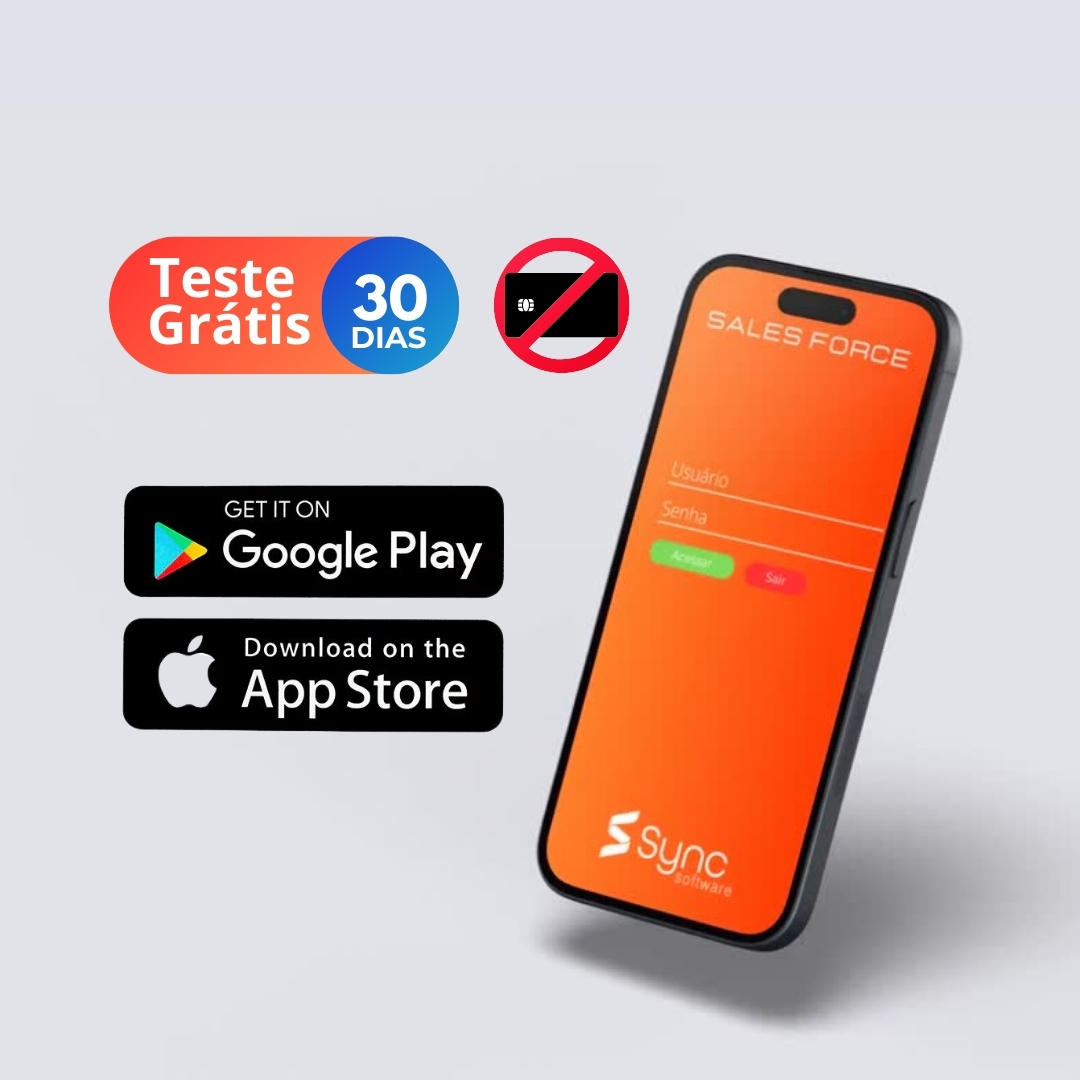 Teste
Grátis
30
DIAS
GET IT ON
Google Play
Download on the
App Store
SALES FORCE
Usuário
Senha
Acessar
Sair
Sync
software